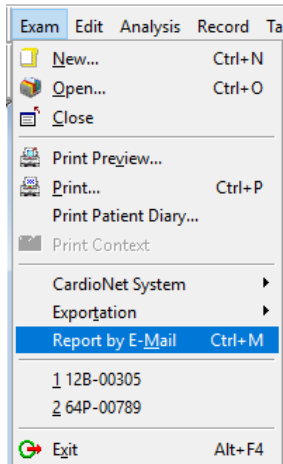 Exam Edit Analysis Record
New... Ctrl+N
Open... Ctrl+O
Close
Print Preview... 
Print... Ctrl+P
Print Patient Diary...
Print Context
CardioNet System
Exportation
Report by E-Mail Ctrl+M
1 12B-00305
2 64P-00789
Exit Alt+F4